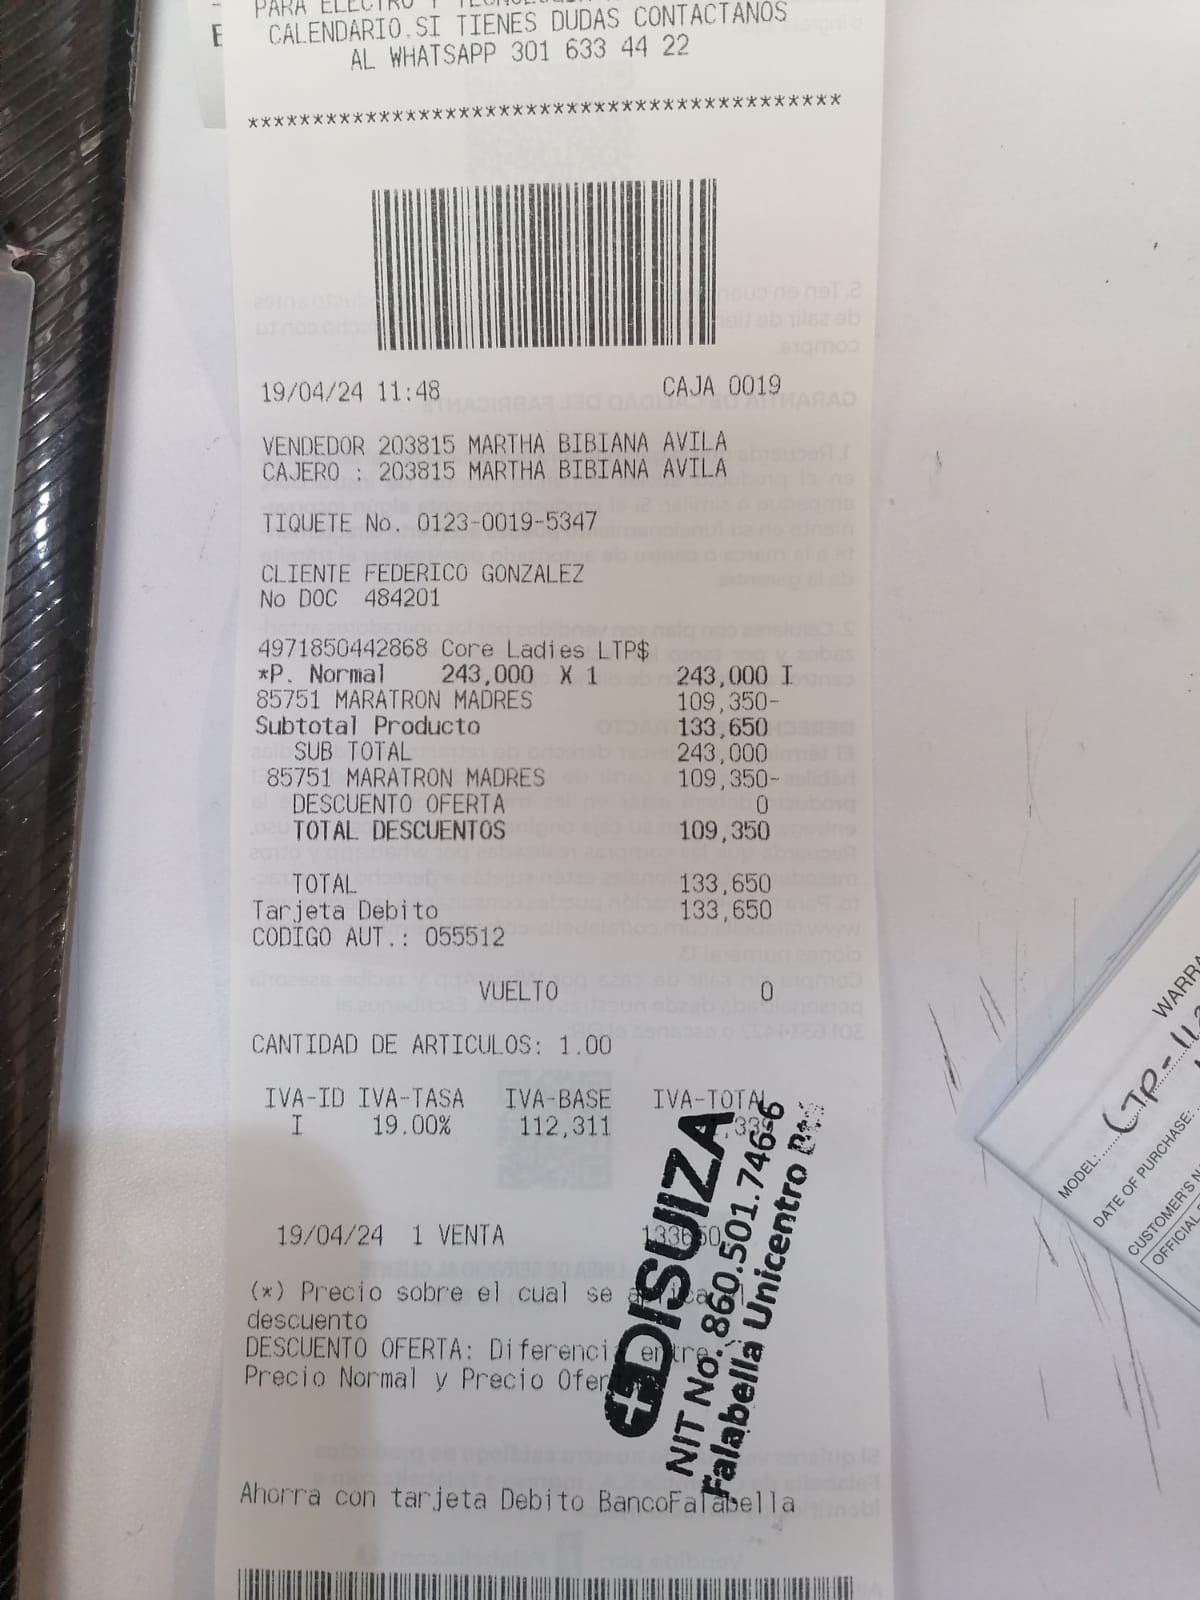 PARA ELECTRO Y
CALENDARIO.SI TIENES DUDAS CONTACTANOS
AL WHATSAPP 301 633 44 22
*********************************************
19/04/24 11:48 CAJA 0019
VENDEDOR 203815 MARTHA BIBIANA AVILA
CAJERO : 203815 MARTHA BIBIANA AVILA
TIQUETE No. 0123-0019-5347
CLIENTE FEDERICO GONZALEZ
No DOC 484201
4971850442868 Core Ladies LTP$
*P. Normal 243,000 X 1 243,000 I
85751 MARATRON MADRES 109,350-
Subtotal Producto 133,650
SUB TOTAL 243,000
85751 MARATRON MADRES 109,350-
DESCUENTO OFERTA 0
TOTAL DESCUENTOS 109,350
TOTAL 133,650
Tarjeta Debito 133,650
CODIGO AUT.: 055512
VUELTO 0
CANTIDAD DE ARTICULOS: 1.00
IVA-ID IVA-TASA IVA-BASE IVA-TOTAL
I 19.00% 112,311
19/04/24 1 VENTA 133650
(*) Precio sobre el cual se
descuento
DESCUENTO OFERTA: Diferencia entre
Precio Normal y Precio
DISUIZA
NIT No. 860.501.746-6
Falabella Unicentro
Ahorra con tarjeta Debito BancoFalabella
MODEL:
DATE OF PURCHASE:
CUSTOMER'S
OFFICIAL